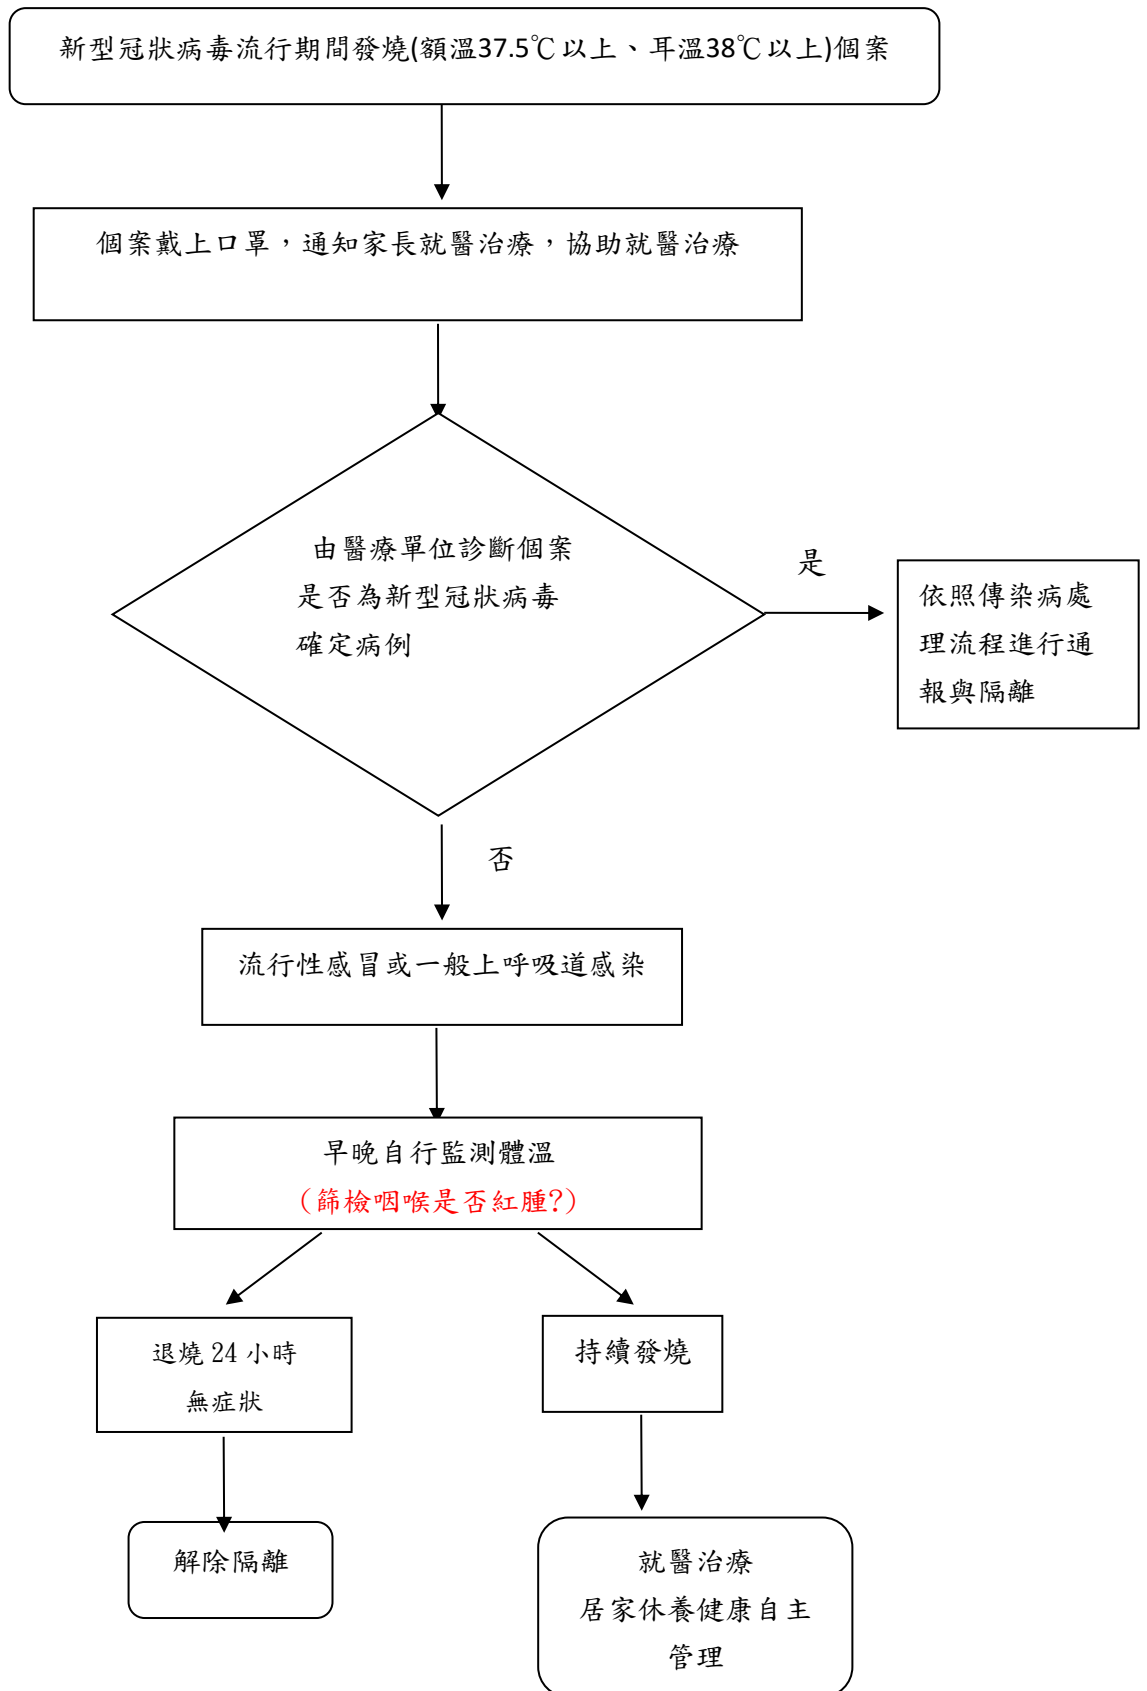 新型冠狀病毒流行期間發燒(額溫37.5℃以上、耳溫38℃以上)個案
個案戴上口罩，通知家長就醫治療，協助就醫治療
由醫療單位診斷個案
是否為新型冠狀病毒
確定病例
是
依照傳染病處
理流程進行通
報與隔離
否
流行性感冒或一般上呼吸道感染
早晚自行監測體溫
(篩檢咽喉是否紅腫?)
退燒 24 小時
無症狀
持續發燒
解除隔離
就醫治療
居家休養健康自主
管理